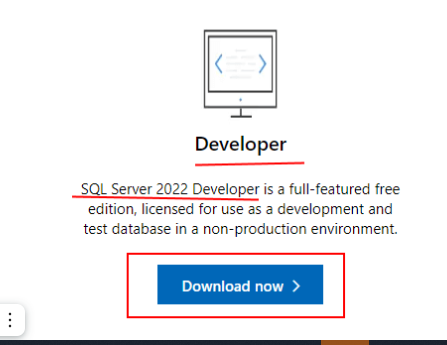 Developer
SQL Server 2022 Developer is a full-featured free
edition, licensed for use as a development and
test database in a non-production environment.
Download now